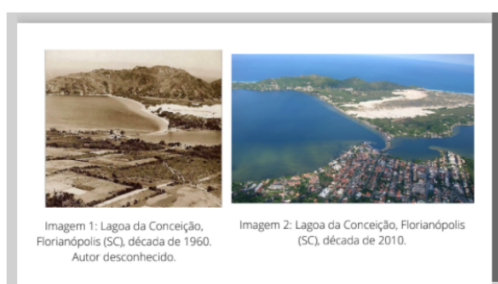 Imagem 1: Lagoa da Conceição,
Florianópolis (SC), década de 1960.
Autor desconhecido.
Imagem 2: Lagoa da Conceição, Florianópolis
(SC), década de 2010.